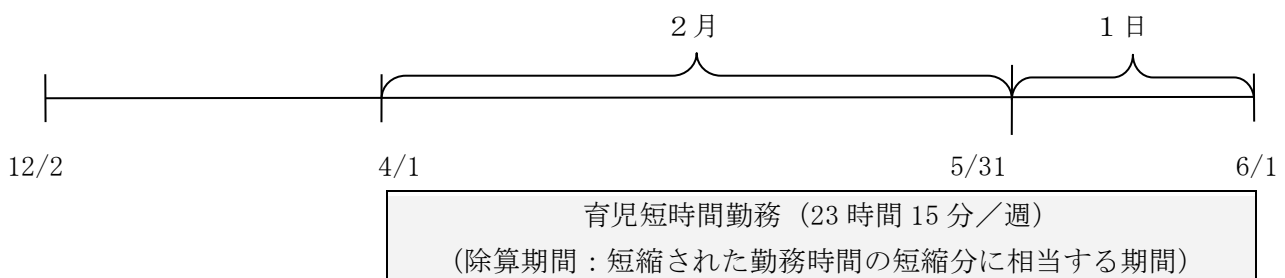 ２月 １日
12/2 4/1 5/31 6/1
育児短時間勤務（23 時間 15 分／週）
（除算期間：短縮された勤務時間の短縮分に相当する期間）